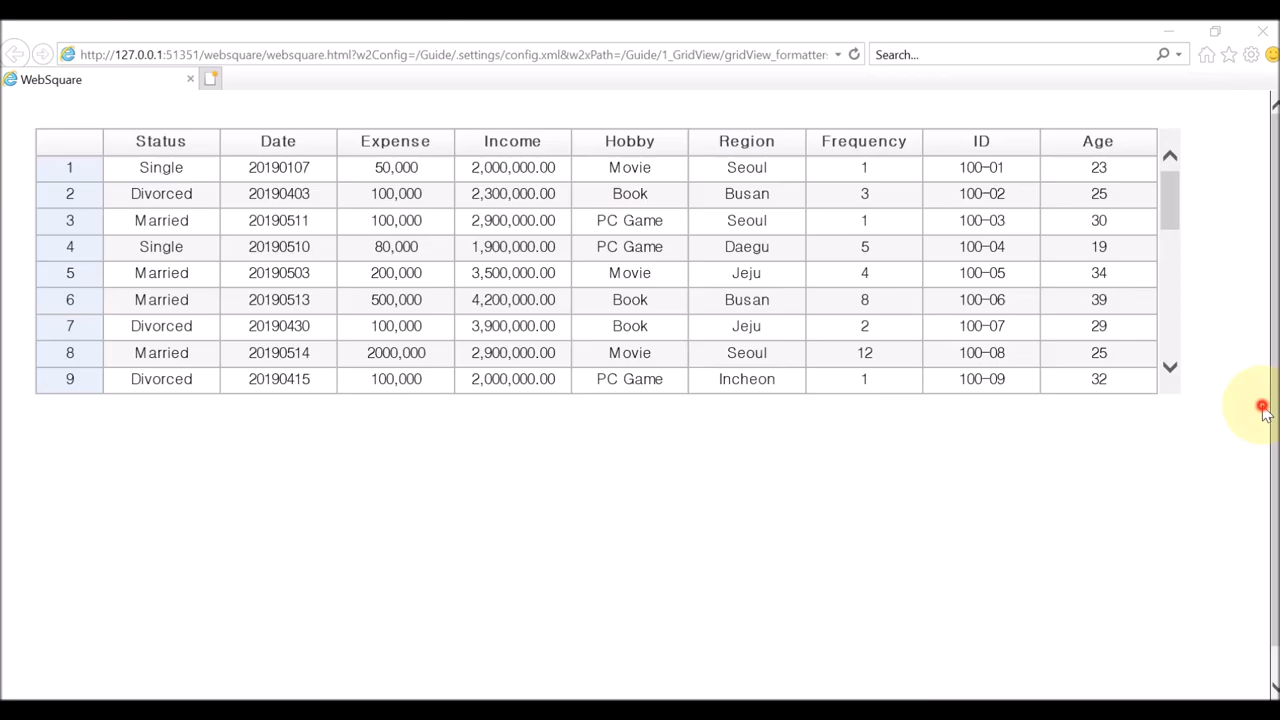 http://127.0.0.1:51351/websquare/websquare.html?w2Config=/Guide/.settings/config.xml&w2xPath=/Guide/1_GridView/gridView_formatter: Search...
WebSquare
Status Date Expense Income Hobby Region Frequency ID Age
1 Single 20190107 50,000 2,000,000.00 Movie Seoul 1 100-01 23
2 Divorced 20190403 100,000 2,300,000.00 Book Busan 3 100-02 25
3 Married 20190511 100,000 2,900,000.00 PC Game Seoul 1 100-03 30
4 Single 20190510 80,000 1,900,000.00 PC Game Daegu 5 100-04 19
5 Married 20190503 200,000 3,500,000.00 Movie Jeju 4 100-05 34
6 Married 20190513 500,000 4,200,000.00 Book Busan 8 100-06 39
7 Divorced 20190430 100,000 3,900,000.00 Book Jeju 2 100-07 29
8 Married 20190514 2000,000 2,900,000.00 Movie Seoul 12 100-08 25
9 Divorced 20190415 100,000 2,000,000.00 PC Game Incheon 1 100-09 32